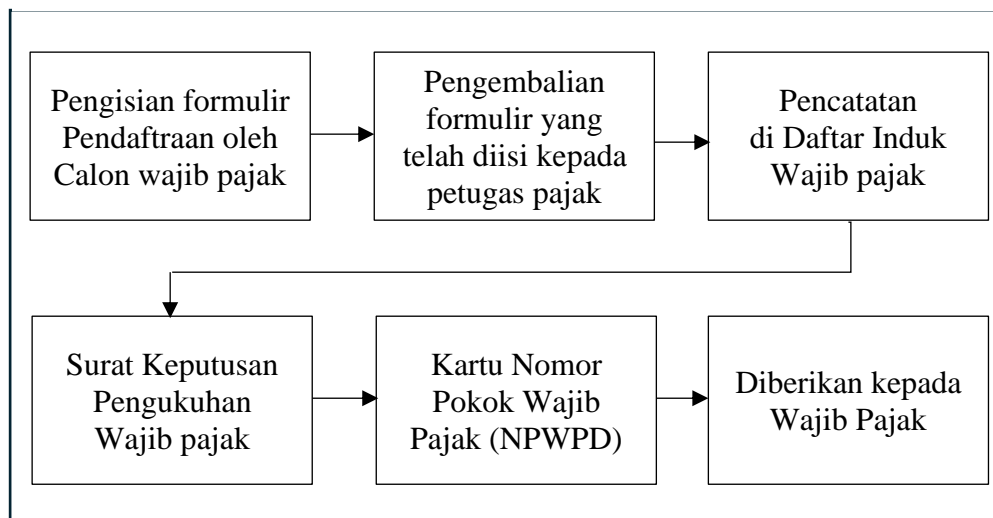 Pengisian formulir
Pendaftraan oleh
Calon wajib pajak
Pengembalian
formulir yang
telah diisi kepada
petugas pajak
Pencatatan
di Daftar Induk
Wajib pajak
Surat Keputusan
Pengukuhan
Wajib pajak
Kartu Nomor
Pokok Wajib
Pajak (NPWPD)
Diberikan kepada
Wajib Pajak